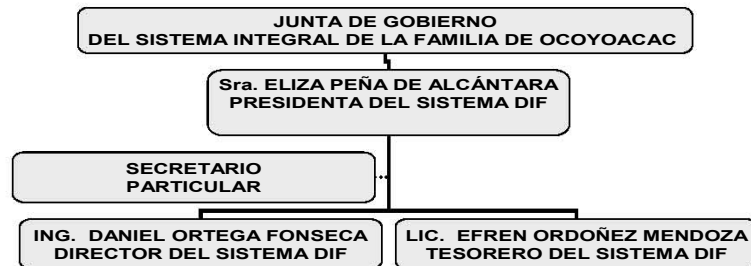 JUNTA DE GOBIERNO
DEL SISTEMA INTEGRAL DE LA FAMILIA DE OCOYOACAC
Sra. ELIZA PEÑA DE ALCÁNTARA
PRESIDENTA DEL SISTEMA DIF
SECRETARIO
PARTICULAR
ING. DANIEL ORTEGA FONSECA
DIRECTOR DEL SISTEMA DIF
LIC. EFREN ORDOÑEZ MENDOZA
TESORERO DEL SISTEMA DIF